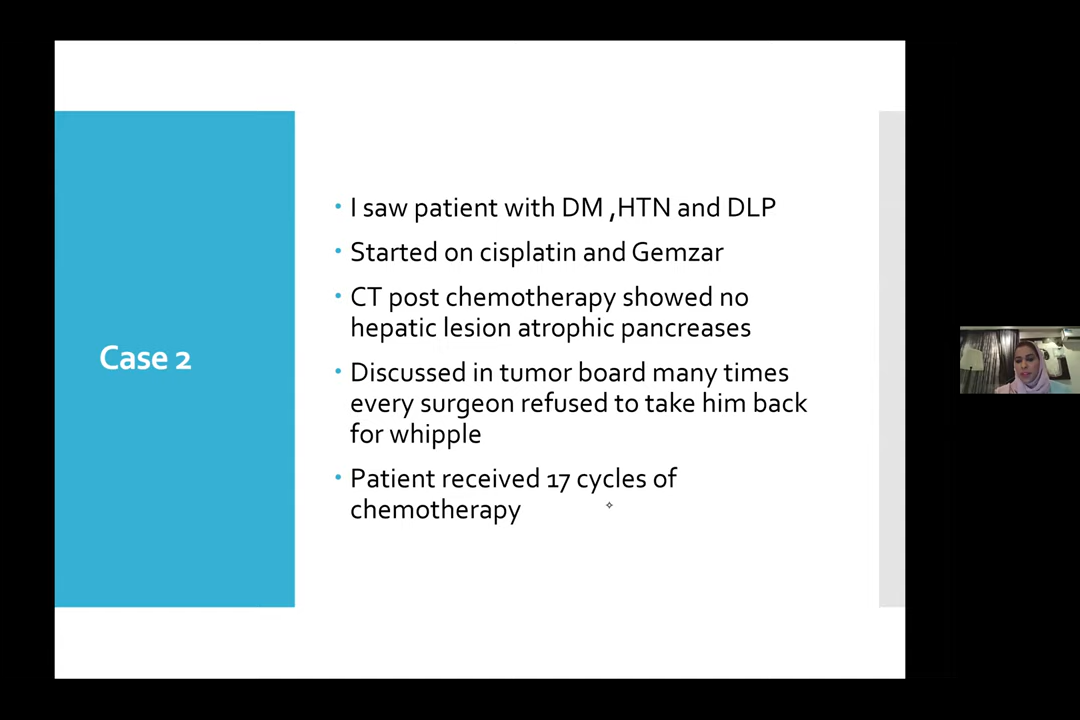 Case 2
• I saw patient with DM ,HTN and DLP
• Started on cisplatin and Gemzar
• CT post chemotherapy showed no
hepatic lesion atrophic pancreases
• Discussed in tumor board many times
every surgeon refused to take him back
for whipple
• Patient received 17 cycles of
chemotherapy